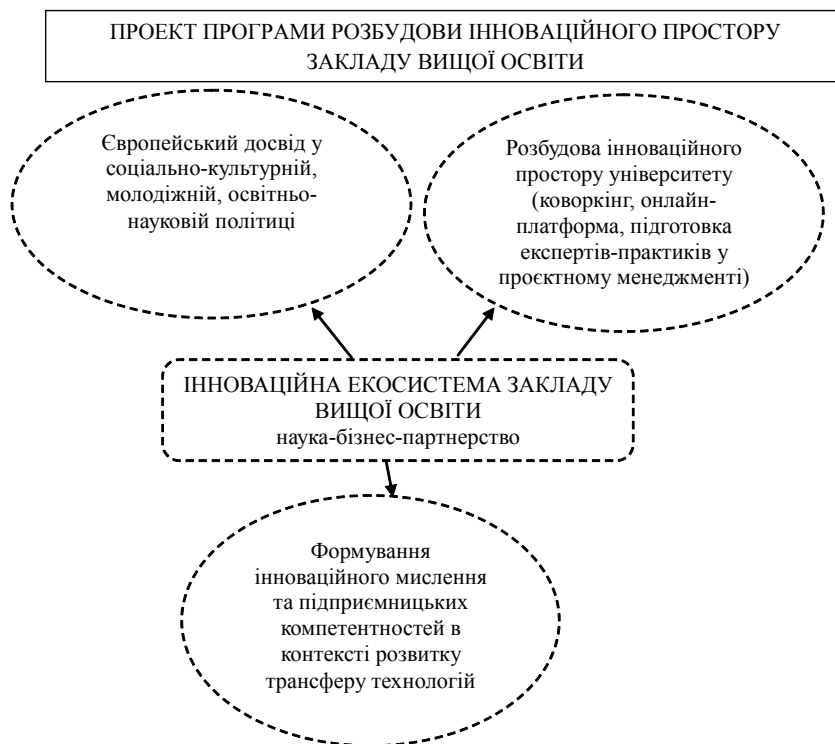 ПРОЕКТ ПРОГРАМИ РОЗБУДОВИ ІННОВАЦІЙНОГО ПРОСТОРУ
ЗАКЛАДУ ВИЩОЇ ОСВІТИ
Європейський досвід у
соціально-культурній,
молодіжній, освітньо-
науковій політиці
Розбудова інноваційного
простору університету
(коворкінг, онлайн-
платформа, підготовка
експертів-практиків у
проєктному менеджменті)
ІННОВАЦІЙНА ЕКОСИСТЕМА ЗАКЛАДУ
ВИЩОЇ ОСВІТИ
наука-бізнес-партнерство
Формування
інноваційного мислення
та підприємницьких
компетентностей в
контексті розвитку
трансферу технологій